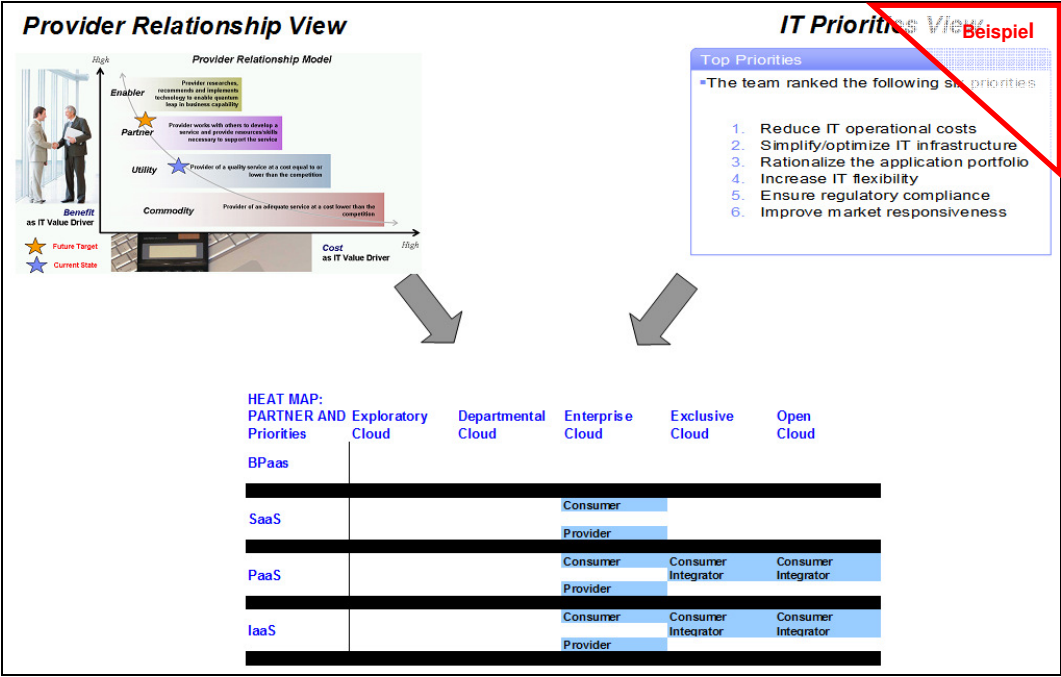 Provider Relationship View
IT Priorities View
Beispiel
High
Provider Relationship Model
Enabler
Provider researches,
recommends and implements
technology to enable quantum
leap in business capability
Partner
Provider works with others to develop a
service and provide resources/skills
necessary to support the service
Utility
Provider of a quality service at a cost equal to or
lower than the competition
Commodity
Provider of an adequate service at a cost lower than the
competition
Benefit
as IT Value Driver
Future Target
Current State
Cost
as IT Value Driver
High
Top Priorities
▪The team ranked the following six priorities
1. Reduce IT operational costs
2. Simplify/optimize IT infrastructure
3. Rationalize the application portfolio
4. Increase IT flexibility
5. Ensure regulatory compliance
6. Improve market responsiveness
HEAT MAP:
PARTNER AND Exploratory Departmental Enterprise Exclusive Open
Priorities Cloud Cloud Cloud Cloud Cloud
BPaas
Consumer
SaaS
Provider
Consumer Consumer Consumer
PaaS Integrator Integrator
Provider
Consumer Consumer Consumer
IaaS Integrator Integrator
Provider